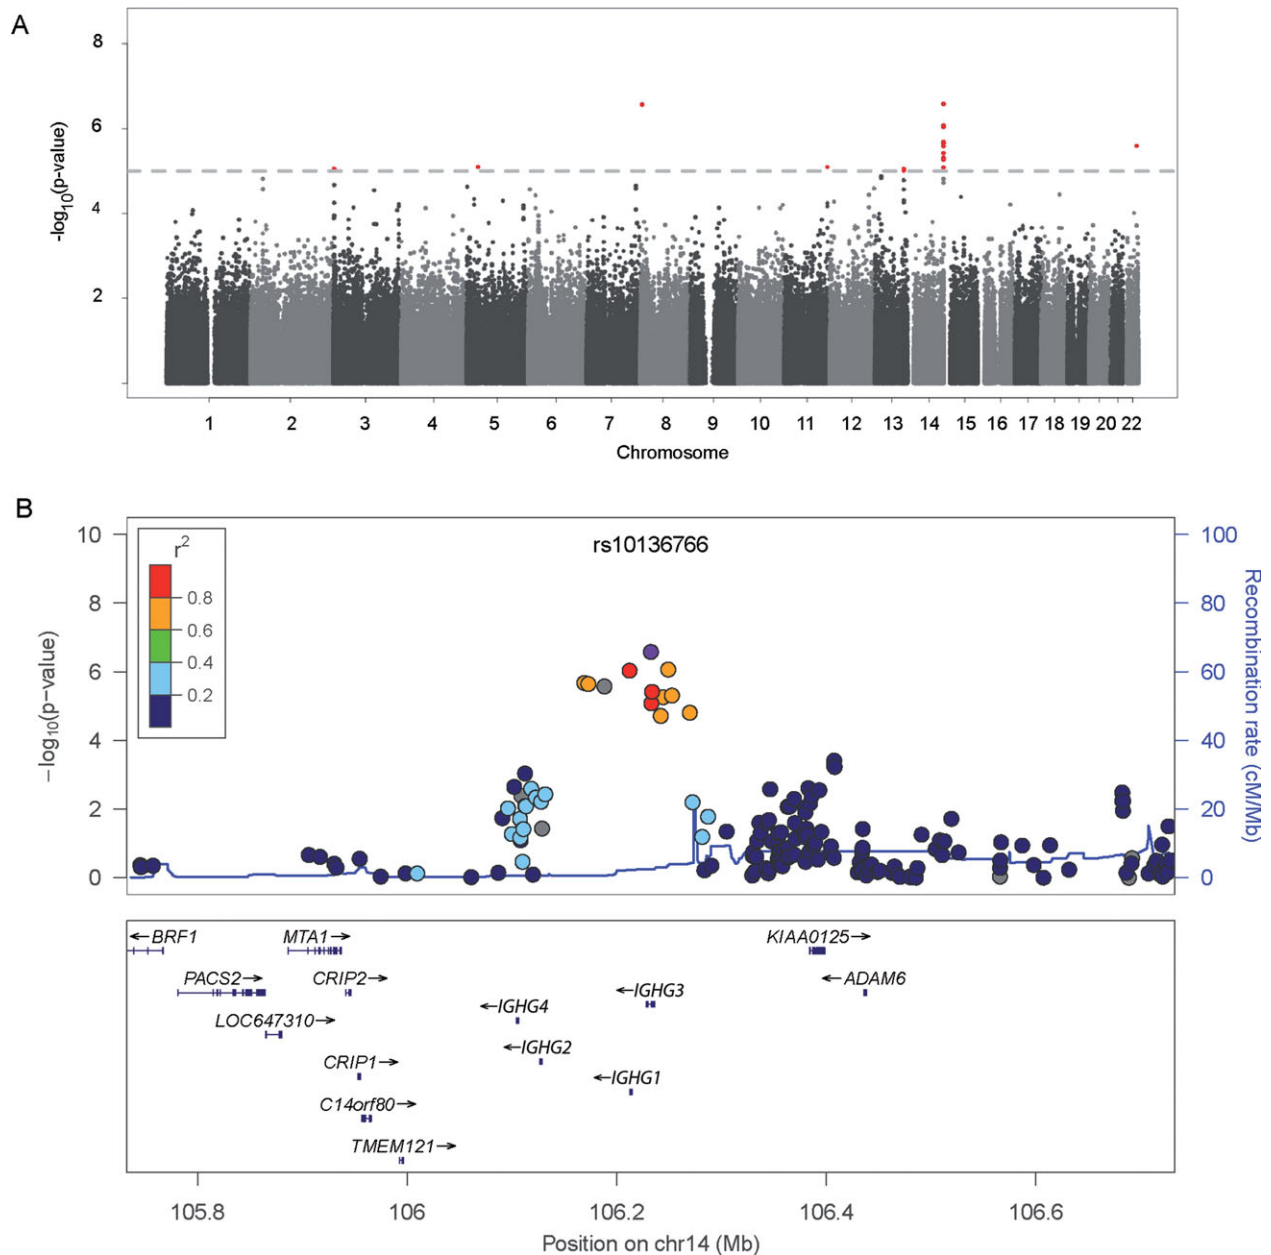 A
8
6
4
2
-log10(p-value)
1 2 3 4 5 6 7 8 9 10 11 12 13 14 15 16 17 18 19 20 22
Chromosome
B
rs10136766
r2
0.8
0.6
0.4
0.2
10
8
6
4
2
0
−log10(p−value)
100
80
60
40
20
0
Recombination rate (cM/Mb)
←BRF1 MTA1→ KIAA0125→
PACS2→ CRIP2→ ←IGHG3 ←ADAM6
LOC647310→ ←IGHG4
←IGHG2
CRIP1→ ←IGHG1
C14orf80→
TMEM121→
105.8 106 106.2 106.4 106.6
Position on chr14 (Mb)